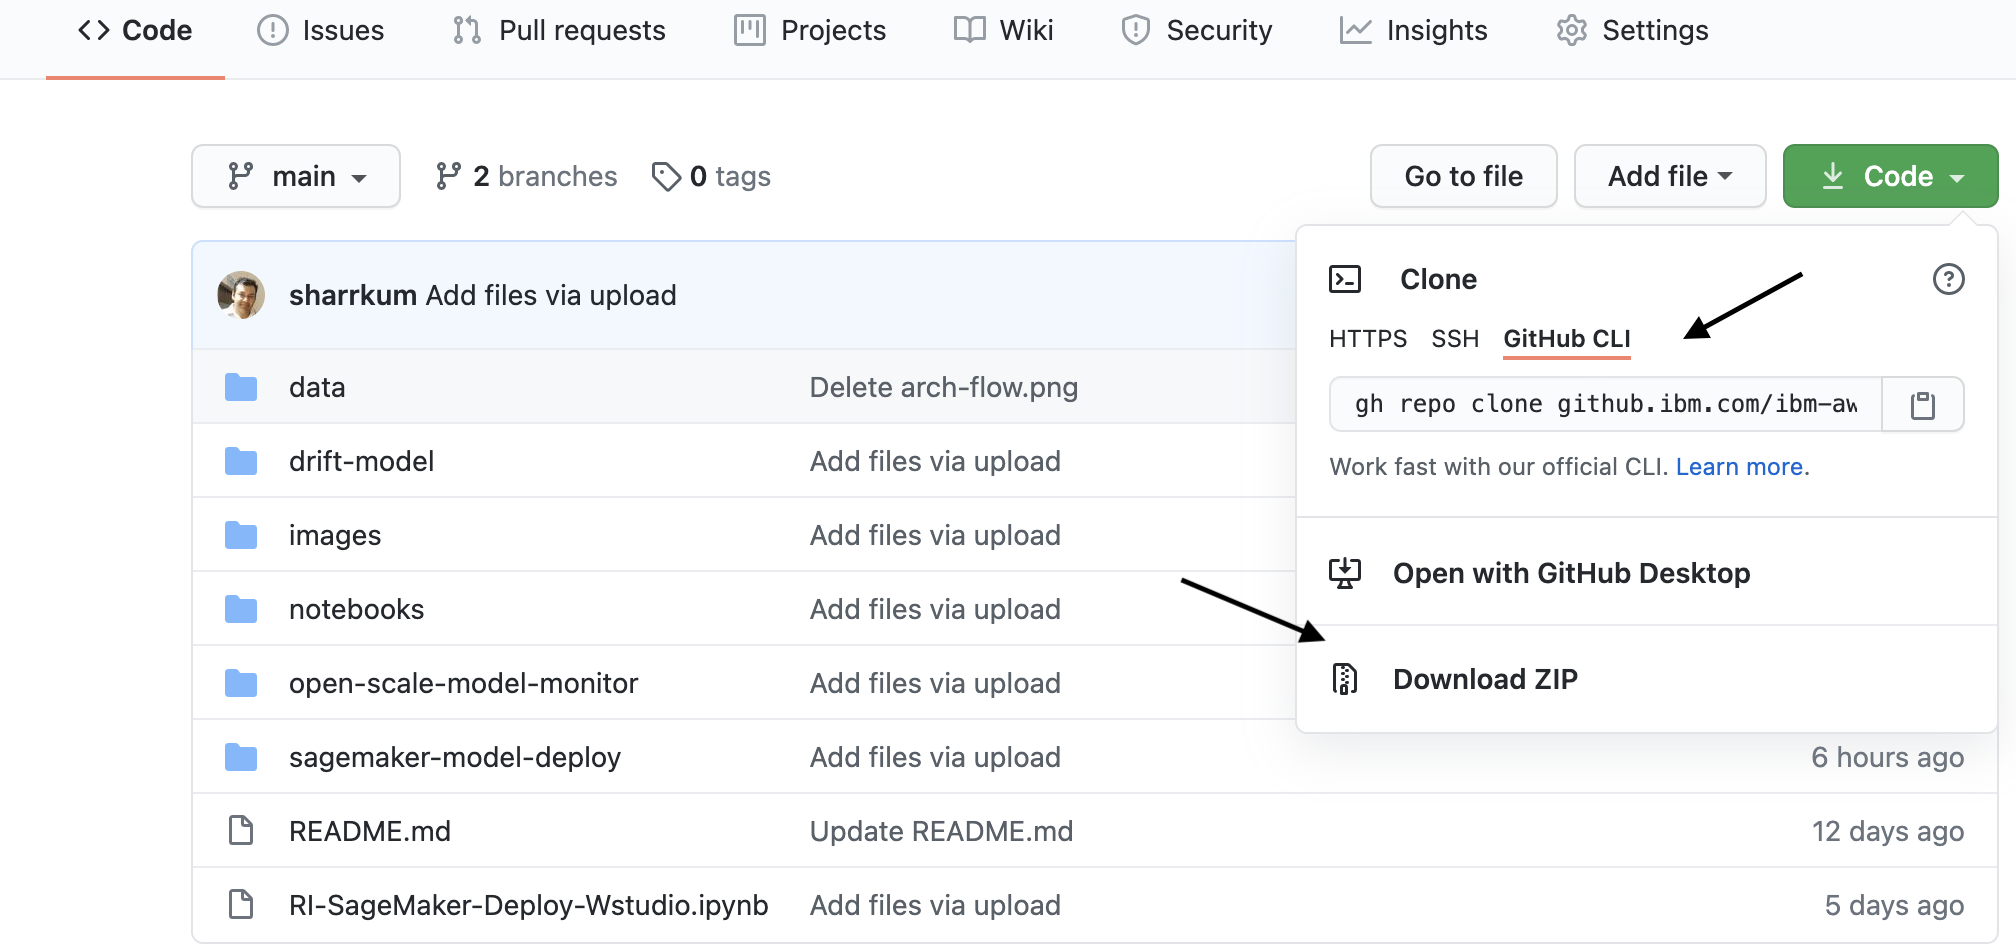 Code Issues Pull requests Projects Wiki Security Insights Settings
main 2 branches 0 tags Go to file Add file Code
sharrkum Add files via upload
Clone
HTTPS SSH GitHub CLI
gh repo clone github.ibm.com/ibm-aw
Work fast with our official CLI. Learn more.
Open with GitHub Desktop
Download ZIP
data Delete arch-flow.png
drift-model Add files via upload
images Add files via upload
notebooks Add files via upload
open-scale-model-monitor Add files via upload
sagemaker-model-deploy Add files via upload 6 hours ago
README.md Update README.md 12 days ago
RI-SageMaker-Deploy-Wstudio.ipynb Add files via upload 5 days ago